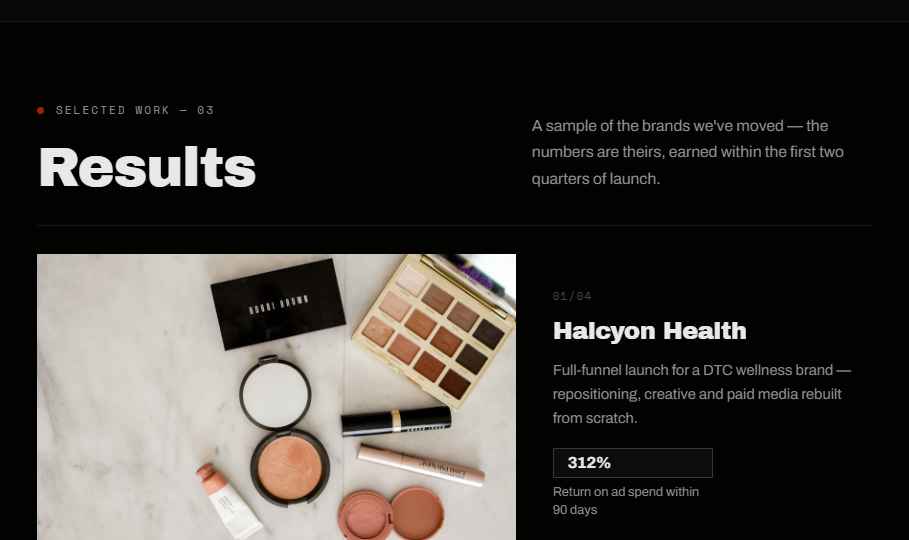 SELECTED WORK — 03
Results
A sample of the brands we've moved — the
numbers are theirs, earned within the first two
quarters of launch.
BOBBI BROWN
01/04
Halcyon Health
Full-funnel launch for a DTC wellness brand —
repositioning, creative and paid media rebuilt
from scratch.
312%
Return on ad spend within
90 days